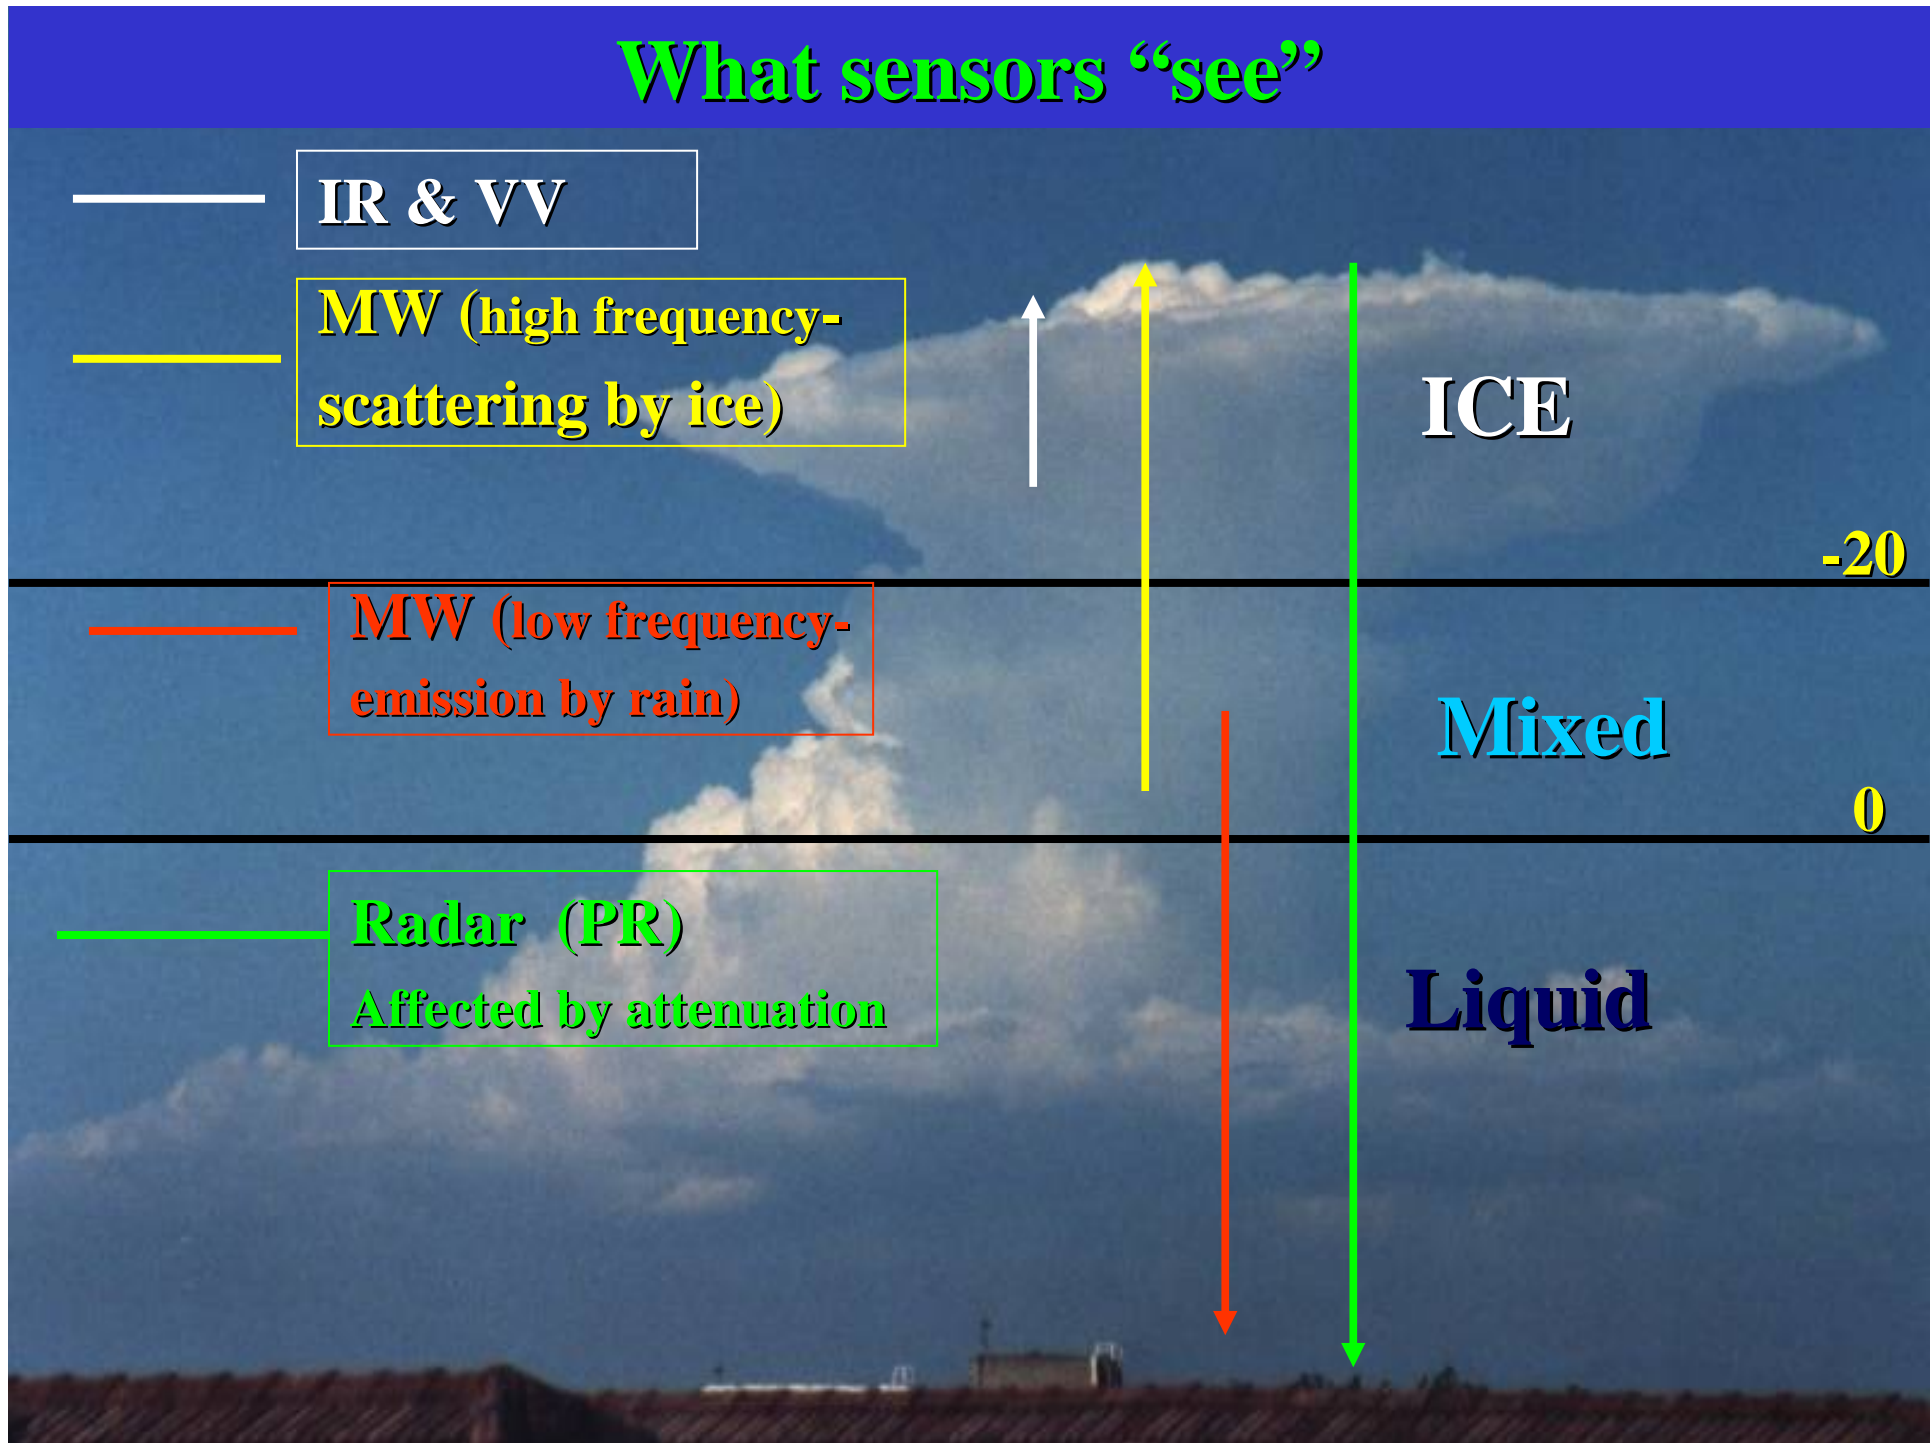 What sensors “see”
IR & VV
MW (high frequency-
scattering by ice)
ICE
-20
MW (low frequency-
emission by rain)
Mixed
0
Radar (PR)
Affected by attenuation
Liquid